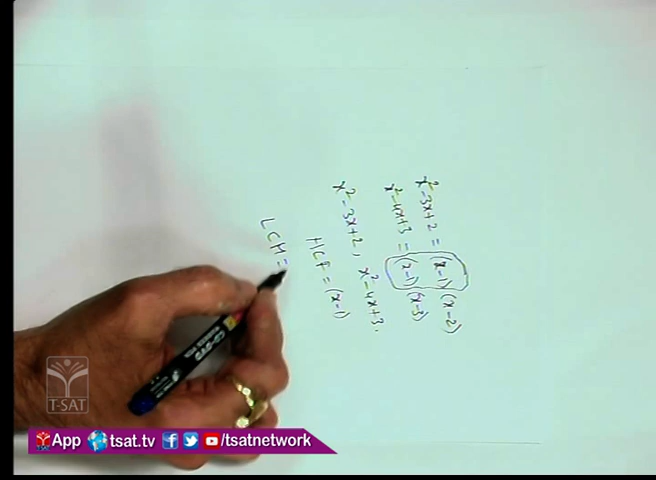 x²-3x+2 = (x-1) (x-2)
x²-4x+3 = (x-1) (x-3)
x²-3x+2, x²-4x+3.
HCF = (x-1)
LCM =
T-SAT
App tsat.tv /tsatnetwork